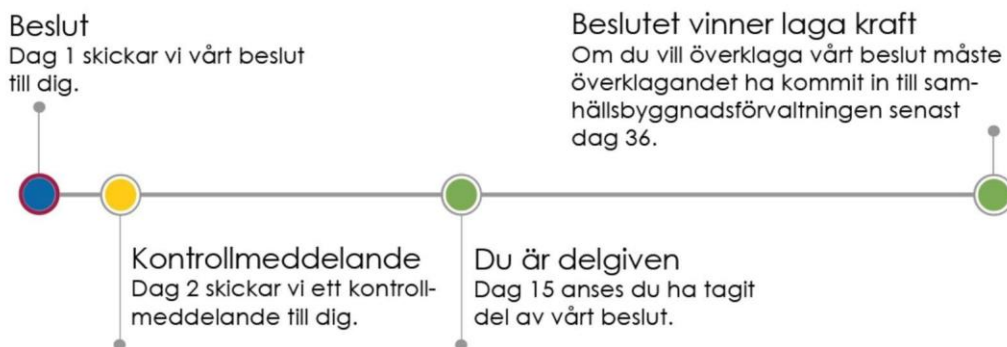 Beslut
Dag 1 skickar vi vårt beslut
till dig.
Beslutet vinner laga kraft
Om du vill överklaga vårt beslut måste
överklagandet ha kommit in till sam-
hällsbyggnadsförvaltningen senast
dag 36.
Kontrollmeddelande
Dag 2 skickar vi ett kontroll-
meddelande till dig.
Du är delgiven
Dag 15 anses du ha tagit
del av vårt beslut.